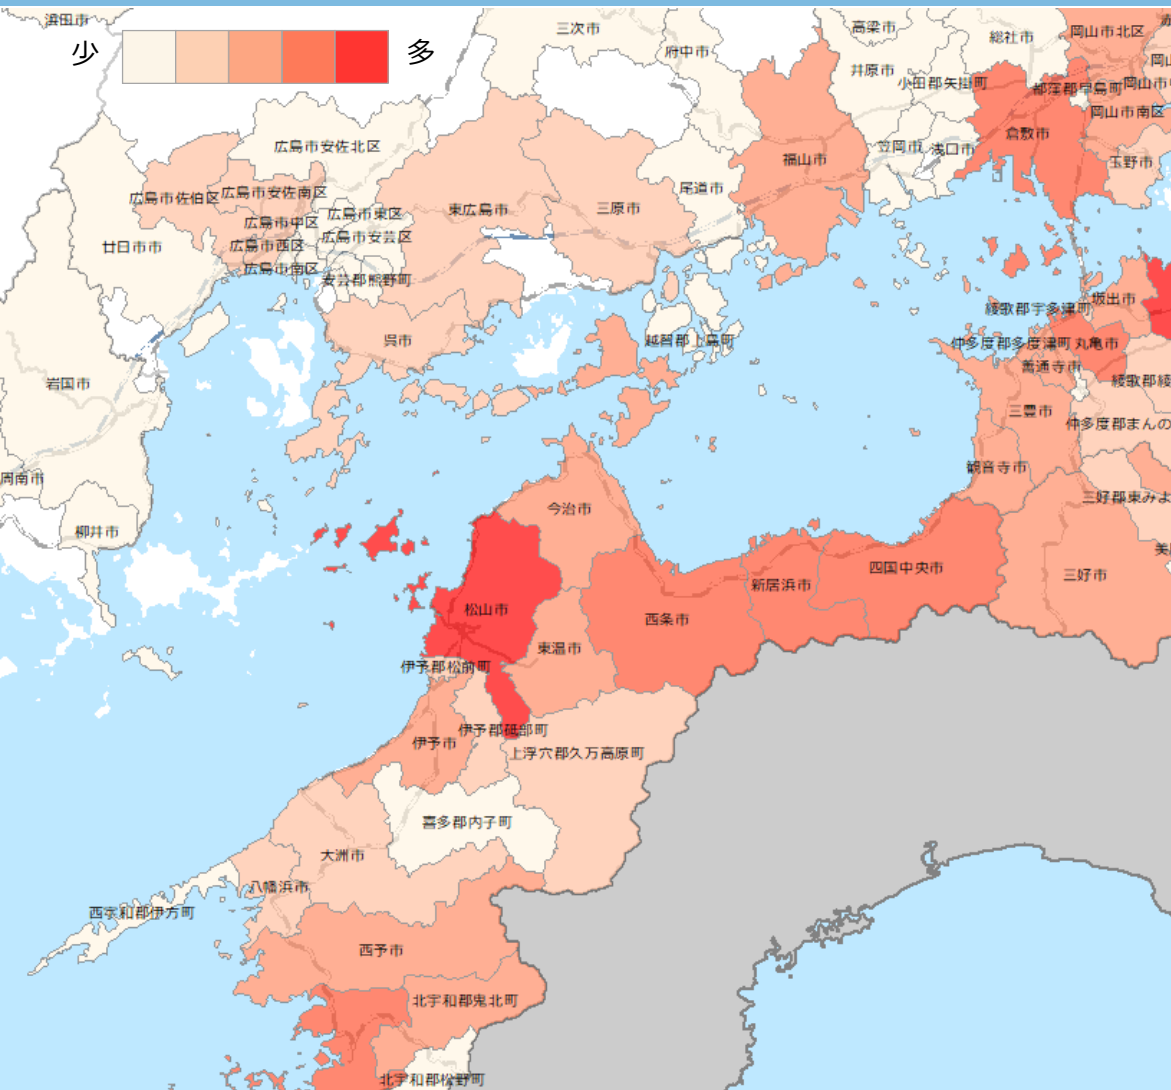 浜田市
少
多
三次市
高梁市
総社市
岡山市北区
府中市
井原市
小田郡矢掛町
都窪郡早島町
岡山市南区
倉敷市
玉野市
笠岡市
浅口市
福山市
尾道市
広島市安佐北区
広島市佐伯区
広島市安佐南区
広島市中区
広島市東区
広島市西区
広島市安芸区
広島市南区
安芸郡熊野町
廿日市市
東広島市
三原市
呉市
越智郡上島町
岩国市
周南市
柳井市
坂出市
綾歌郡宇多津町
仲多度郡多度津町
丸亀市
善通寺市
綾歌郡綾
三豊市
仲多度郡まんの
観音寺市
三好郡東みよ
三好市
今治市
松山市
東温市
西条市
新居浜市
四国中央市
伊予郡松前町
伊予郡砥部町
伊予市
上浮穴郡久万高原町
喜多郡内子町
大洲市
八幡浜市
西宇和郡伊方町
西予市
北宇和郡鬼北町
北宇和郡松野町